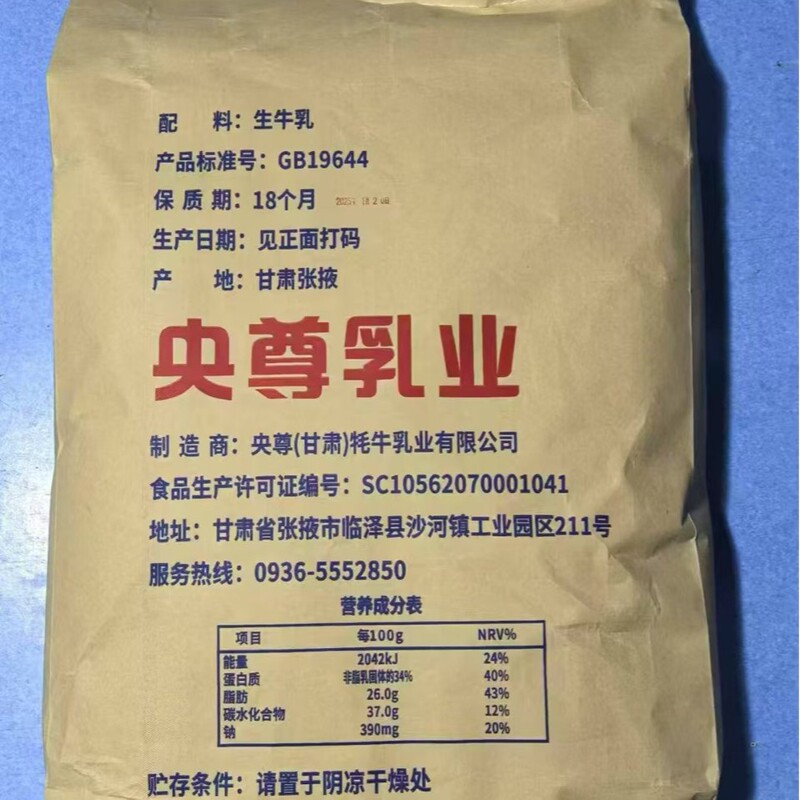 配 料：生牛乳
产品标准号：GB19644
保 质 期：18个月
生产日期：见正面打码
产 地：甘肃张掖
央尊乳业
制 造 商：央尊(甘肃)牦牛乳业有限公司
食品生产许可证编号：SC10562070001041
地址：甘肃省张掖市临泽县沙河镇工业园区211号
服务热线：0936-5552850
营养成分表
项目 每100g NRV%
能量 2042kJ 24%
蛋白质 非脂乳固体的34% 40%
脂肪 26.0g 43%
碳水化合物 37.0g 12%
钠 390mg 20%
贮存条件：请置于阴凉干燥处